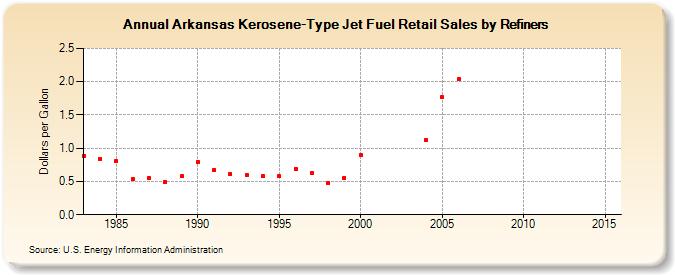 Annual Arkansas Kerosene-Type Jet Fuel Retail Sales by Refiners
Dollars per Gallon
2.5
2.0
1.5
1.0
0.5
0.0
1985 1990 1995 2000 2005 2010 2015
Source: U.S. Energy Information Administration